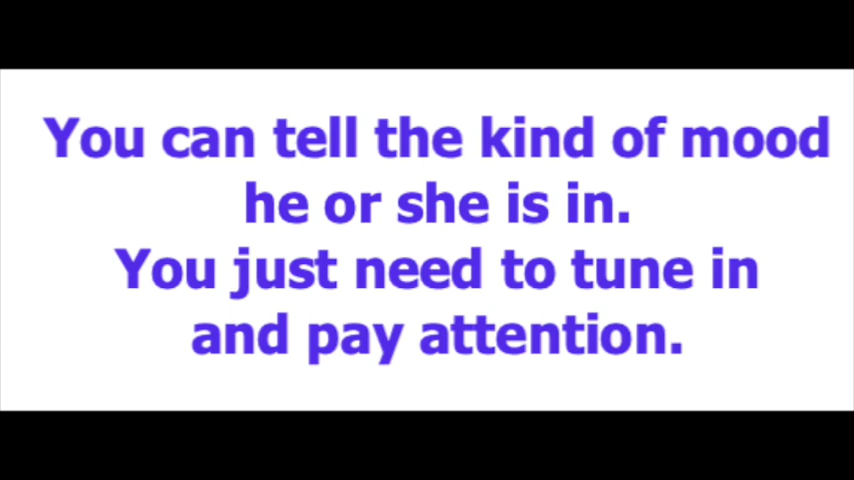 You can tell the kind of mood
he or she is in.
You just need to tune in
and pay attention.